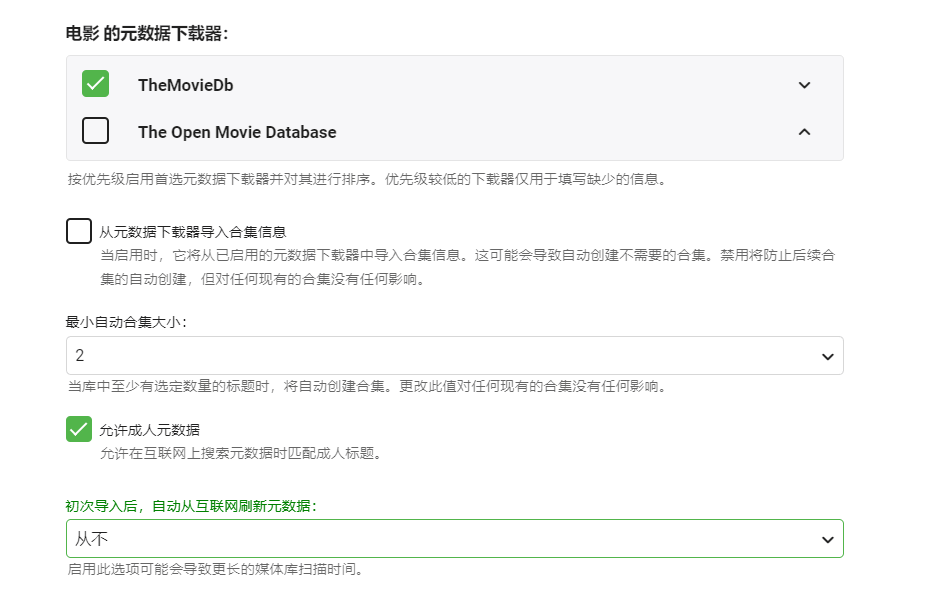 电影 的元数据下载器:
TheMovieDb
The Open Movie Database
按优先级启用首选元数据下载器并对其进行排序。优先级较低的下载器仅用于填写缺少的信息。
从元数据下载器导入合集信息
当启用时，它将从已启用的元数据下载器中导入合集信息。这可能会导致自动创建不需要的合集。禁用将防止后续合
集的自动创建，但对任何现有的合集没有任何影响。
最小自动合集大小:
2
当库中至少有选定数量的标题时，将自动创建合集。更改此值对任何现有的合集没有任何影响。
允许成人元数据
允许在互联网上搜索元数据时匹配成人标题。
初次导入后，自动从互联网刷新元数据:
从不
启用此选项可能会导致更长的媒体库扫描时间。